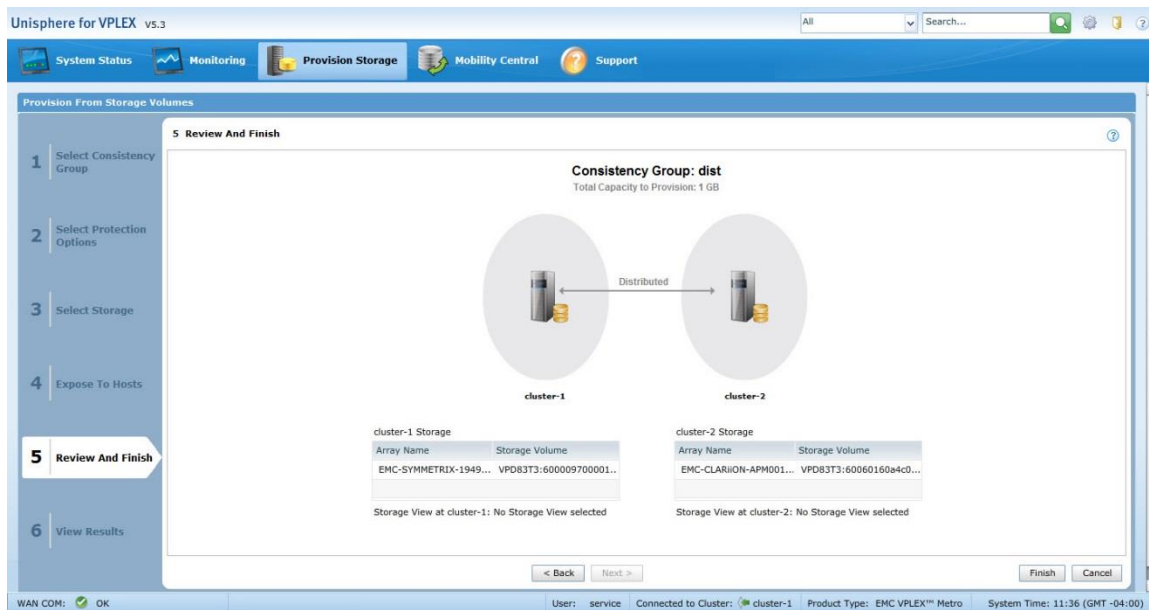 Unisphere for VPLEX v5.3
All
Search...
System Status
Monitoring
Provision Storage
Mobility Central
Support
Provision From Storage Volumes
1 Select Consistency
Group
2 Select Protection
Options
3 Select Storage
4 Expose To Hosts
5 Review And Finish
6 View Results
5 Review And Finish
Consistency Group: dist
Total Capacity to Provision: 1 GB
Distributed
cluster-1
cluster-2
cluster-1 Storage
Array Name Storage Volume
EMC-SYMMETRIX-1949... VPD83T3:600009700001..
Storage View at cluster-1: No Storage View selected
cluster-2 Storage
Array Name Storage Volume
EMC-CLARiiON-APM001... VPD83T3:60060160a4c0...
Storage View at cluster-2: No Storage View selected
< Back
Next >
Finish
Cancel
WAN COM: OK
User: service
Connected to Cluster: cluster-1
Product Type: EMC VPLEX™ Metro
System Time: 11:36 (GMT -04:00)